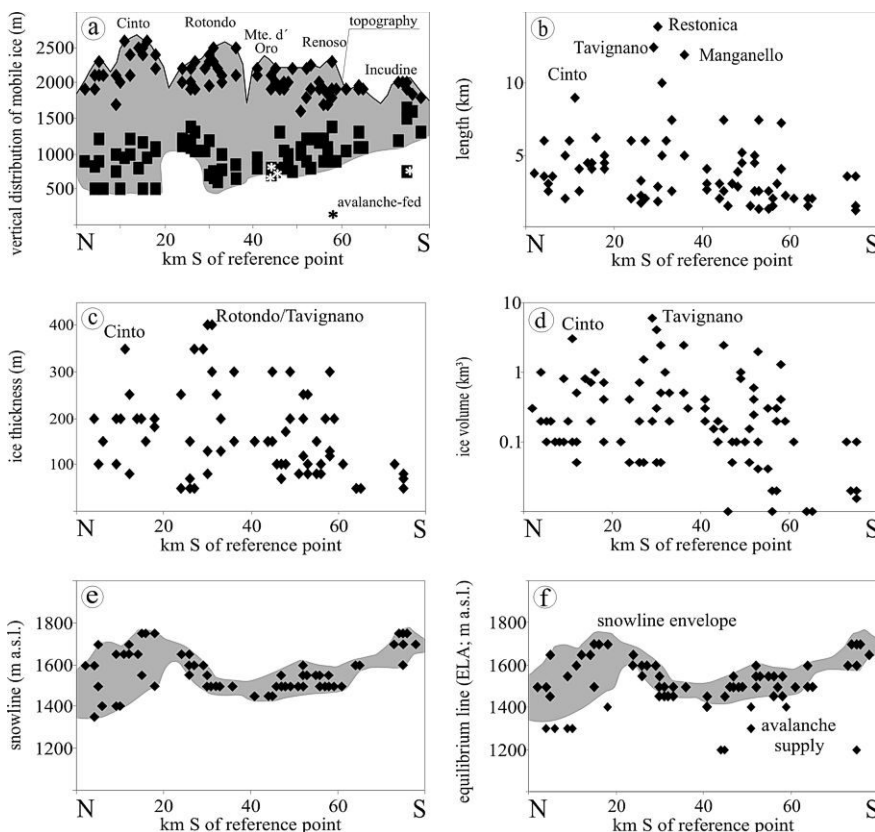 a
vertical distribution of mobile ice (m)
2500
2000
1500
1000
500
Cinto
Rotondo
Mte. d´
Oro
Renoso
topography
Incudine
avalanche-fed
*
N
20
40
60
S
km S of reference point
b
length (km)
10
5
Restonica
Tavignano
Manganello
Cinto
N
20
40
60
S
km S of reference point
c
ice thickness (m)
400
300
200
100
Cinto
Rotondo/Tavignano
N
20
40
60
S
km S of reference point
d
ice volume (km³)
10
1
0.1
Cinto
Tavignano
N
20
40
60
S
km S of reference point
e
snowline (m a.s.l.)
1800
1600
1400
1200
N
20
40
60
S
km S of reference point
f
equilibrium line (ELA; m a.s.l.)
1800
1600
1400
1200
snowline envelope
avalanche
supply
N
20
40
60
S
km S of reference point